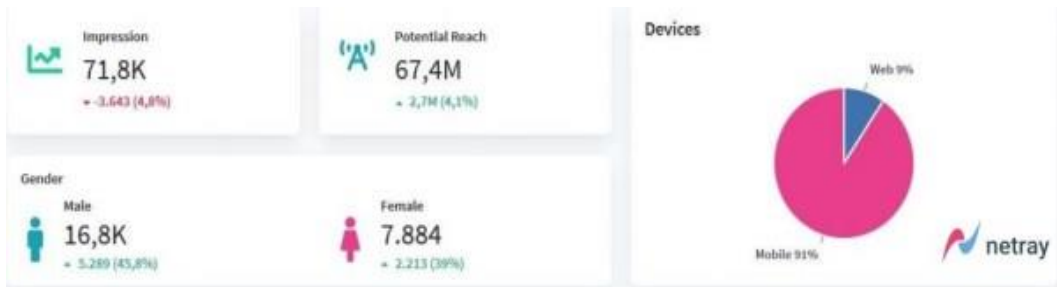 Impression
71,8K
-3.643 (4,8%)
Potential Reach
67,4M
2,7M (4,1%)
Gender
Male
16,8K
5.289 (45,8%)
Female
7.884
2.213 (39%)
Devices
Web 9%
Mobile 91%
netray